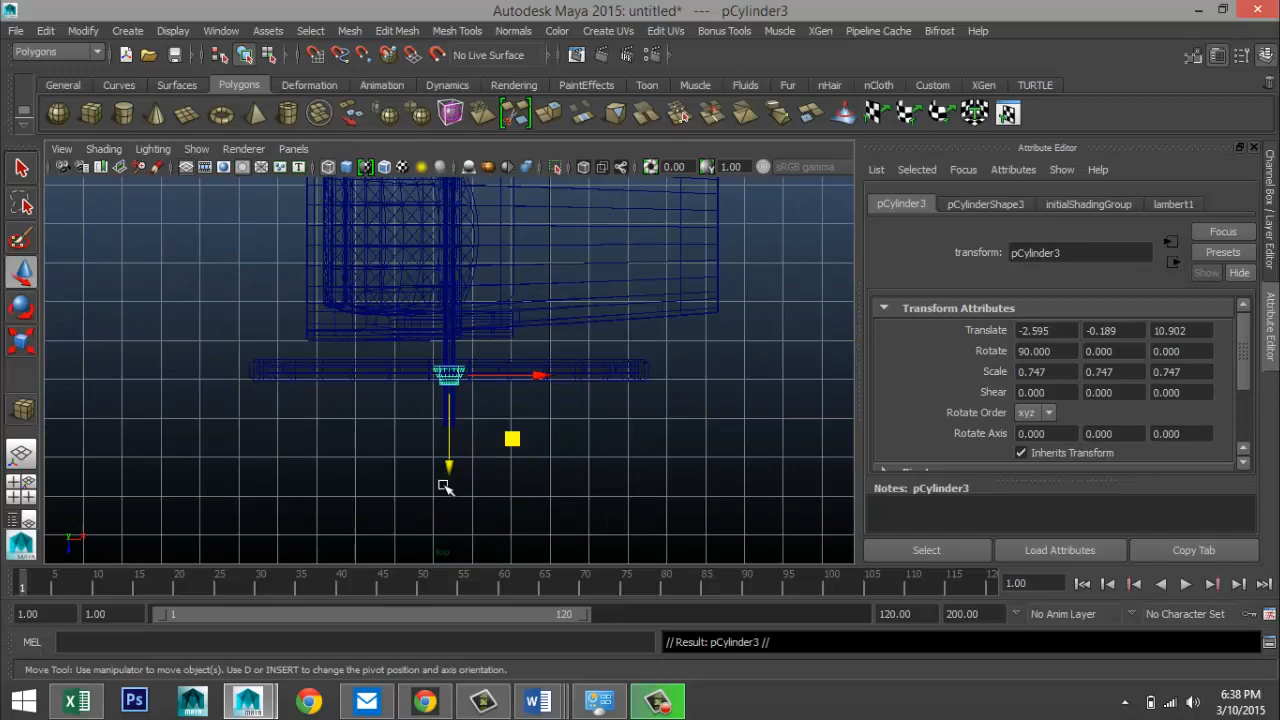 Autodesk Maya 2015: untitled* --- pCylinder3
File Edit Modify Create Display Window Assets Select Mesh Edit Mesh Mesh Tools Normals Color Create UVs Edit UVs Bonus Tools Muscle XGen Pipeline Cache Bifrost Help
Polygons No Live Surface
General Curves Surfaces Polygons Deformation Animation Dynamics Rendering PaintEffects Toon Muscle Fluids Fur nHair nCloth Custom XGen TURTLE
View Shading Lighting Show Renderer Panels
0.00 1.00 sRGB gamma
Attribute Editor
List Selected Focus Attributes Show Help
pCylinder3 pCylinderShape3 initialShadingGroup lambert1
Focus
transform: pCylinder3
Presets
Show Hide
Transform Attributes
Translate -2.595 -0.189 10.902
Rotate 90.000 0.000 0.000
Scale 0.747 0.747 0.747
Shear 0.000 0.000 0.000
Rotate Order xyz
Rotate Axis 0.000 0.000 0.000
Inherits Transform
Notes: pCylinder3
Select Load Attributes Copy Tab
Channel Box / Layer Editor
Attribute Editor
top
y x z
1 5 10 15 20 25 30 35 40 45 50 55 60 65 70 75 80 85 90 95 100 105 110 115 12 1.00
1.00 1.00 1 120 120.00 200.00 No Anim Layer No Character Set
MEL // Result: pCylinder3 //
Move Tool: Use manipulator to move object(s). Use D or INSERT to change the pivot position and axis orientation.
6:38 PM
3/10/2015